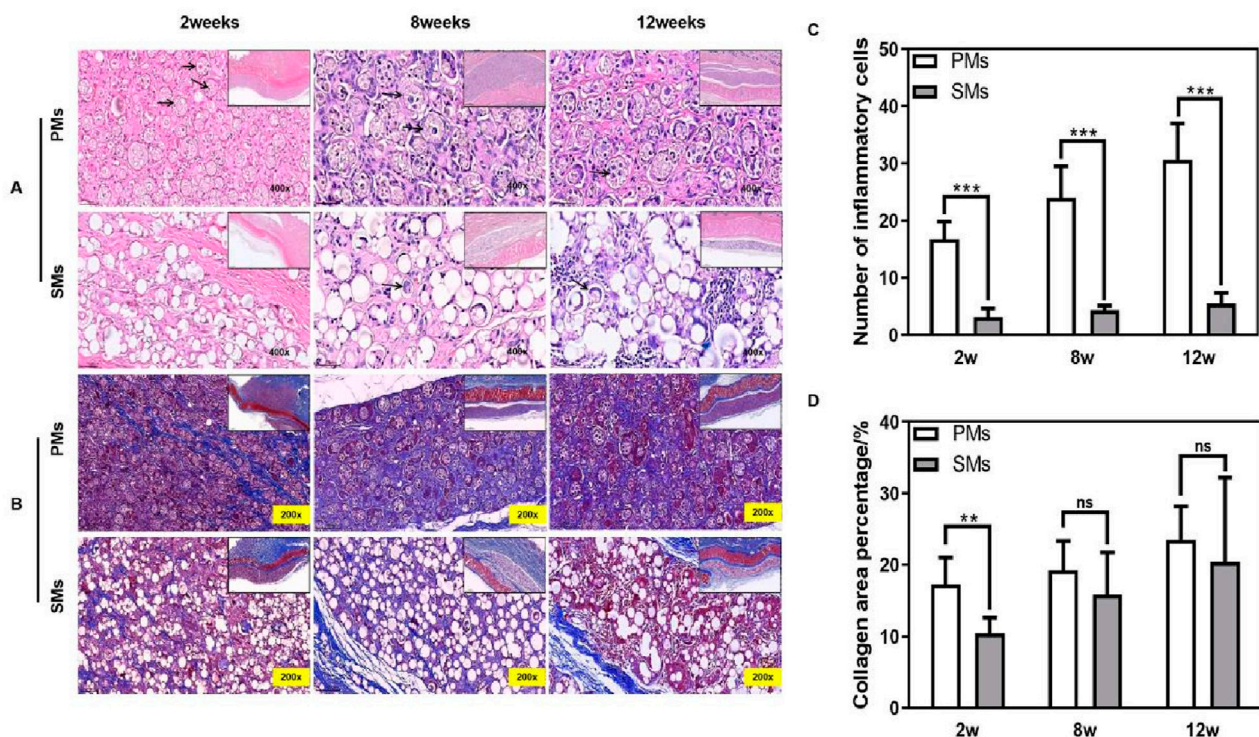 2weeks 8weeks 12weeks
A
PMs
400x 400x 400x
SMs
400x 400x 400x
B
PMs
200x 200x 200x
SMs
200x 200x 200x
C
Number of inflammatory cells
50
40
30
20
10
0
PMs
SMs
*** *** ***
2w 8w 12w
D
Collagen area percentage/%
40
30
20
10
0
PMs
SMs
** ns ns
2w 8w 12w